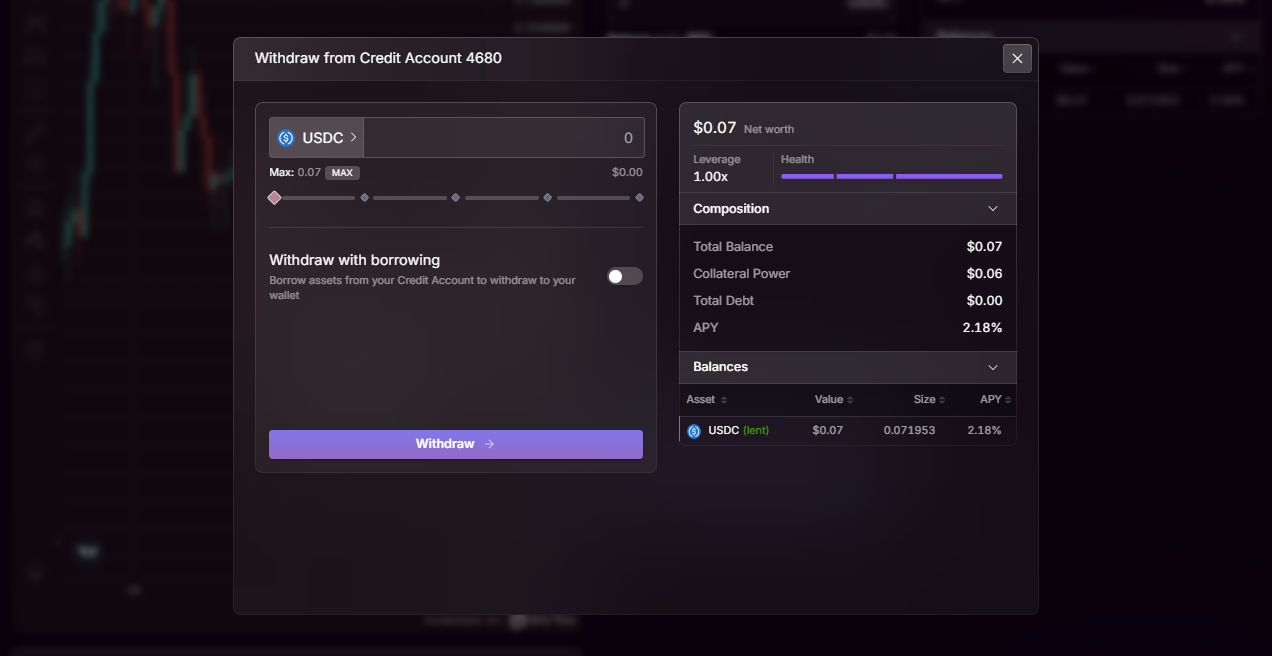 Withdraw from Credit Account 4680
USDC
0
Max: 0.07 MAX
$0.00
Withdraw with borrowing
Borrow assets from your Credit Account to withdraw to your
wallet
Withdraw
$0.07 Net worth
Leverage Health
1.00x
Composition
Total Balance $0.07
Collateral Power $0.06
Total Debt $0.00
APY 2.18%
Balances
Asset Value Size APY
USDC (lent) $0.07 0.071953 2.18%